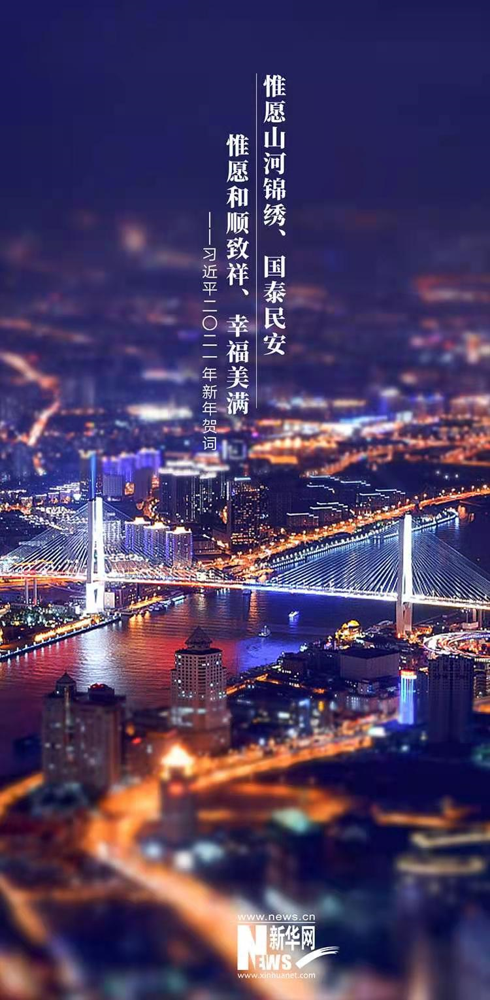 惟愿山河锦绣、国泰民安
惟愿和顺致祥、幸福美满
——习近平二〇二一年新年贺词
www.news.cn
新华网
NEWS
www.xinhuanet.com